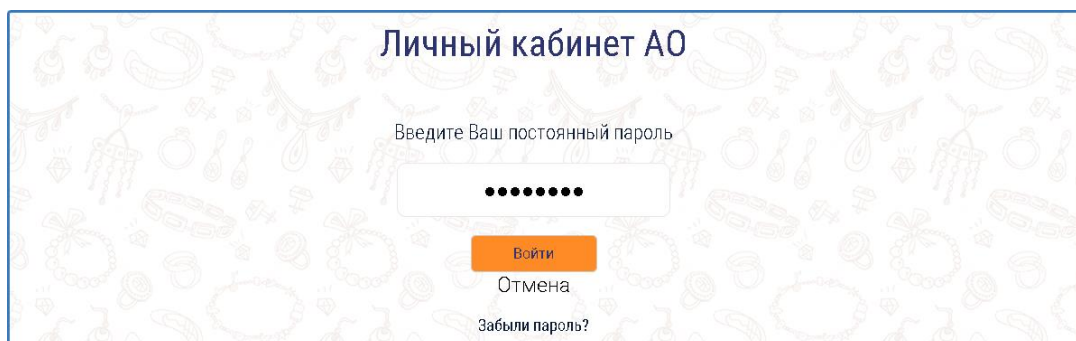 Личный кабинет АО
Введите Ваш постоянный пароль
••••••••
Войти
Отмена
Забыли пароль?